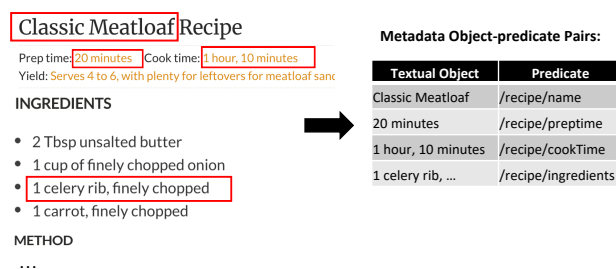 Classic Meatloaf Recipe
Prep time: 20 minutes Cook time: 1 hour, 10 minutes
Yield: Serves 4 to 6, with plenty for leftovers for meatloaf
INGREDIENTS
• 2 Tbsp unsalted butter
• 1 cup of finely chopped onion
• 1 celery rib, finely chopped
• 1 carrot, finely chopped
METHOD
...
Metadata Object-predicate Pairs:
Textual Object Predicate
Classic Meatloaf /recipe/name
20 minutes /recipe/preptime
1 hour, 10 minutes /recipe/cookTime
1 celery rib, ... /recipe/ingredients